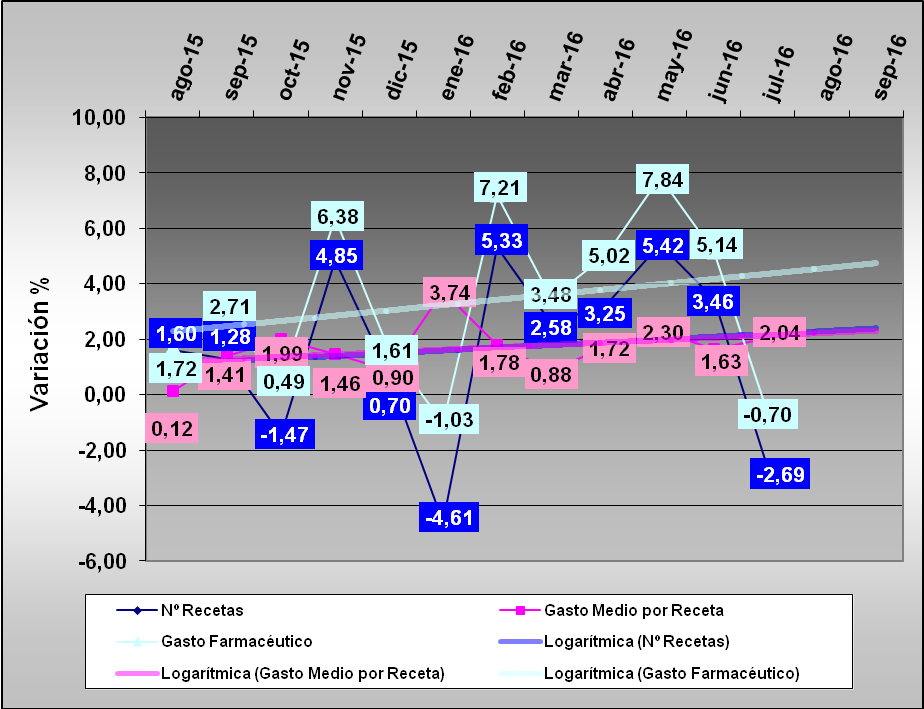 ago-15 sep-15 oct-15 nov-15 dic-15 ene-16 feb-16 mar-16 abr-16 may-16 jun-16 jul-16 ago-16 sep-16
10,00
8,00
6,00
4,00
2,00
0,00
-2,00
-4,00
-6,00
Variación %
1,60 1,28 -1,47 4,85 0,70 -4,61 5,33 2,58 3,25 5,42 3,46 -2,69
0,12 1,41 1,99 1,46 0,90 3,74 1,78 0,88 1,72 2,30 1,63 2,04
1,72 2,71 0,49 6,38 1,61 -1,03 7,21 3,48 5,02 7,84 5,14 -0,70
Nº Recetas
Gasto Medio por Receta
Gasto Farmacéutico
Logarítmica (Nº Recetas)
Logarítmica (Gasto Medio por Receta)
Logarítmica (Gasto Farmacéutico)